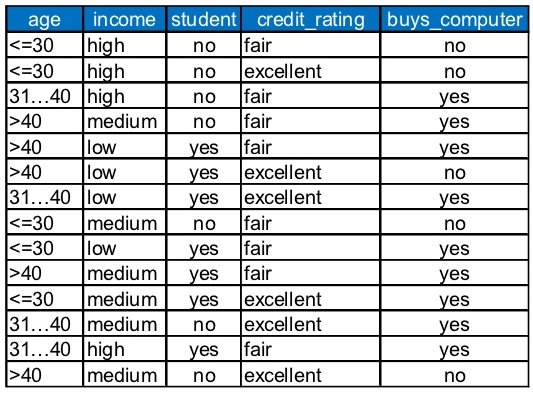 age income student credit_rating buys_computer
<=30 high no fair no
<=30 high no excellent no
31…40 high no fair yes
>40 medium no fair yes
>40 low yes fair yes
>40 low yes excellent no
31…40 low yes excellent yes
<=30 medium no fair no
<=30 low yes fair yes
>40 medium yes fair yes
<=30 medium yes excellent yes
31…40 medium no excellent yes
31…40 high yes fair yes
>40 medium no excellent no